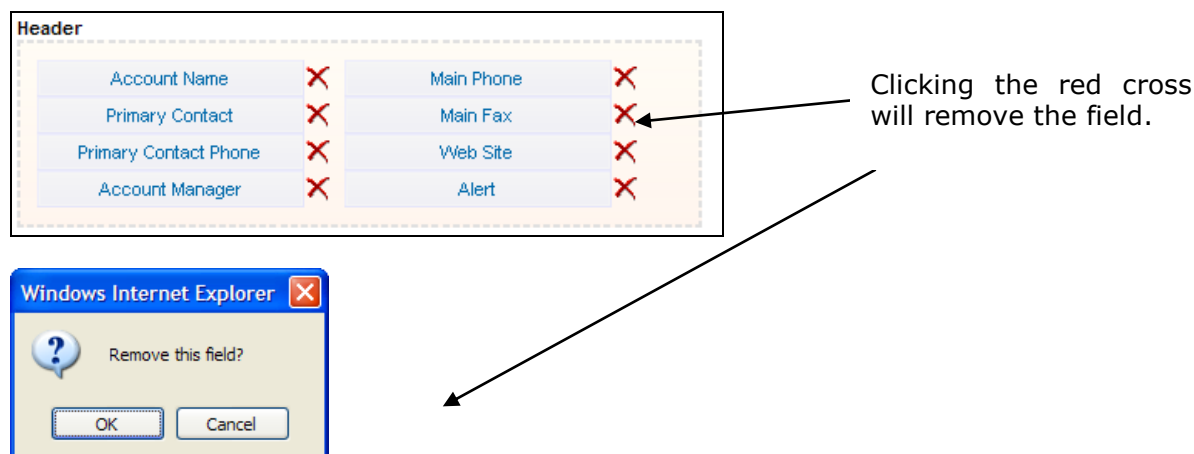 Header
Account Name Main Phone
Primary Contact Main Fax
Primary Contact Phone Web Site
Account Manager Alert
Clicking the red cross
will remove the field.
Windows Internet Explorer
Remove this field?
OK Cancel